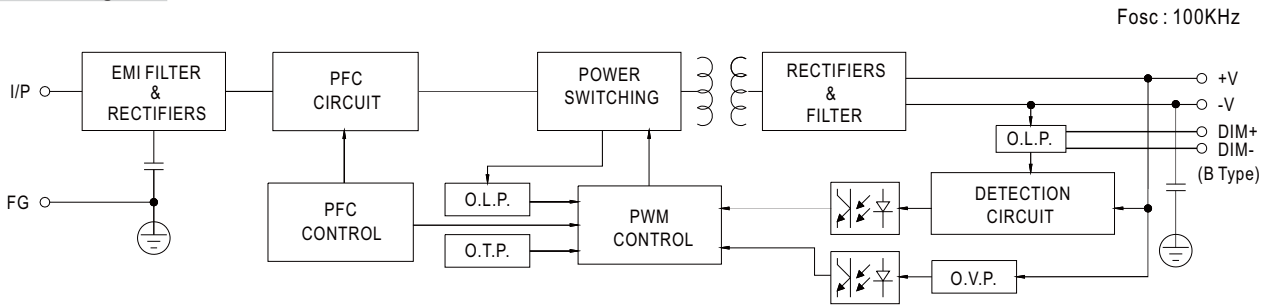 Fosc : 100KHz
I/P
EMI FILTER
&
RECTIFIERS
PFC
CIRCUIT
POWER
SWITCHING
RECTIFIERS
&
FILTER
+V
-V
DIM+
DIM-
(B Type)
O.L.P.
FG
PFC
CONTROL
O.L.P.
O.T.P.
PWM
CONTROL
DETECTION
CIRCUIT
O.V.P.